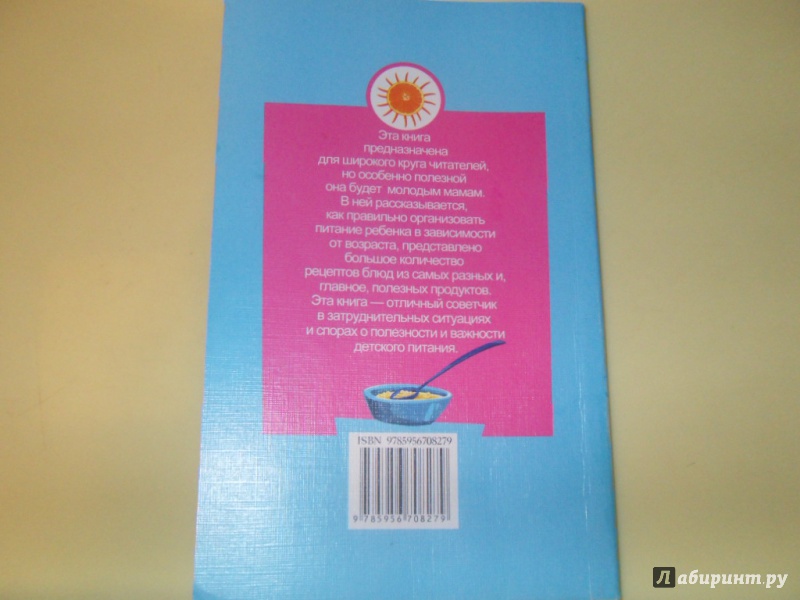 Эта книга
предназначена
для широкого круга читателей,
но особенно полезной
она будет молодым мамам.
В ней рассказывается,
как правильно организовать
питание ребенка в зависимости
от возраста, представлено
большое количество
рецептов блюд из самых разных и,
главное, полезных продуктов.
Эта книга — отличный советчик
в затруднительных ситуациях
и спорах о полезности и важности
детского питания.
ISBN 9785956708279
9 785956 708279
Лабиринт.ру